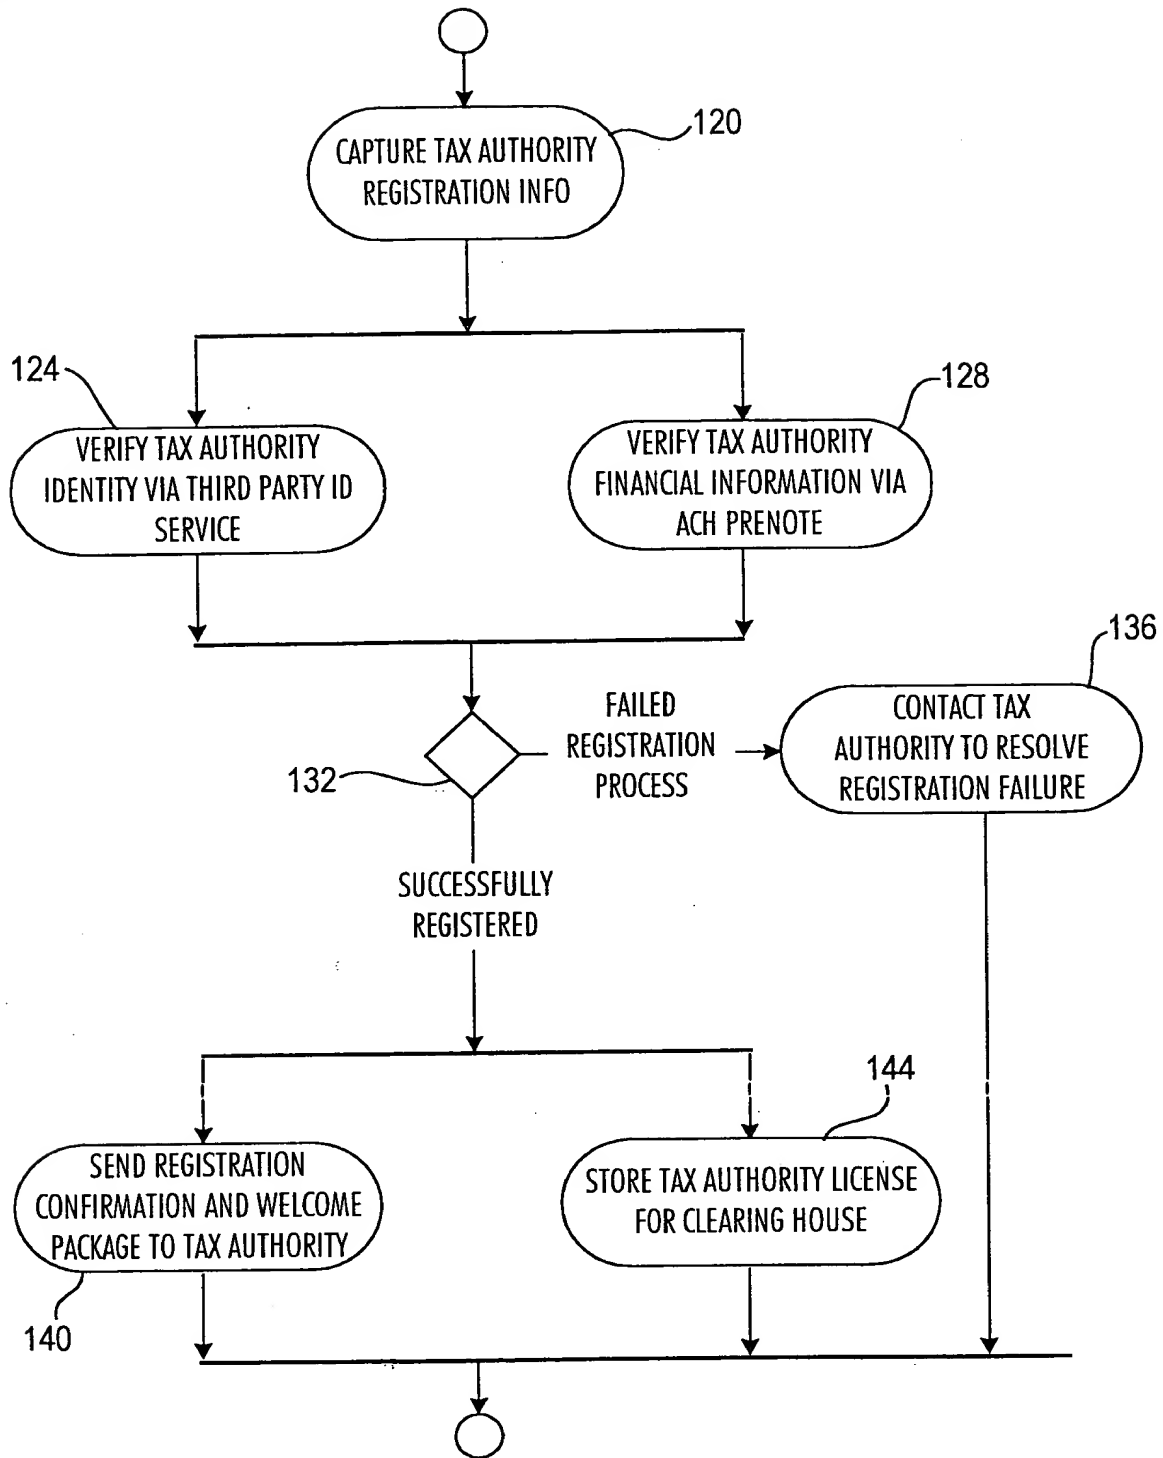 120
CAPTURE TAX AUTHORITY
REGISTRATION INFO
124
128
VERIFY TAX AUTHORITY
IDENTITY VIA THIRD PARTY ID
SERVICE
VERIFY TAX AUTHORITY
FINANCIAL INFORMATION VIA
ACH PRENOTE
136
FAILED
REGISTRATION
PROCESS
CONTACT TAX
AUTHORITY TO RESOLVE
REGISTRATION FAILURE
132
SUCCESSFULLY
REGISTERED
144
SEND REGISTRATION
CONFIRMATION AND WELCOME
PACKAGE TO TAX AUTHORITY
STORE TAX AUTHORITY LICENSE
FOR CLEARING HOUSE
140